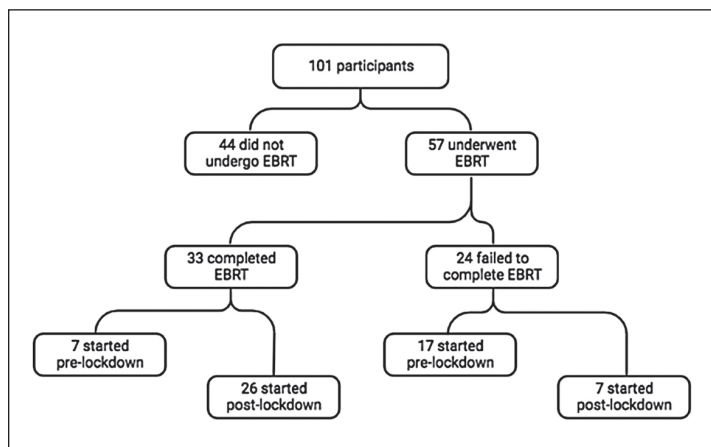 101 participants
44 did not
undergo EBRT
57 underwent
EBRT
33 completed
EBRT
24 failed to
complete EBRT
7 started
pre-lockdown
26 started
post-lockdown
17 started
pre-lockdown
7 started
post-lockdown